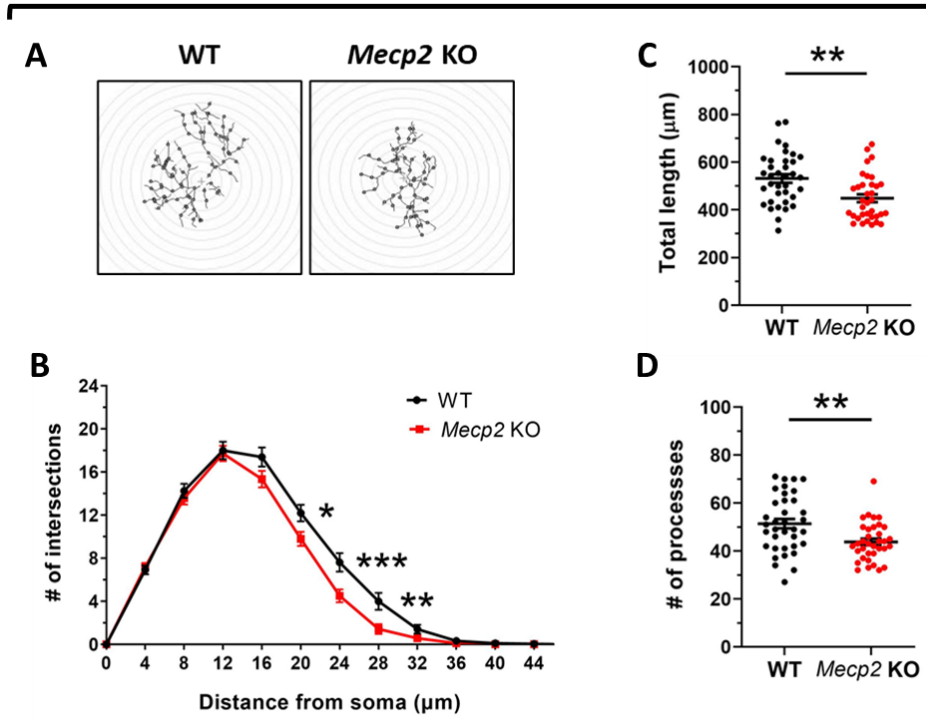 A
WT
Mecp2 KO
B
# of intersections
24
20
16
12
8
4
0
WT
Mecp2 KO
*
***
**
0 4 8 12 16 20 24 28 32 36 40 44
Distance from soma (µm)
C
**
Total length (µm)
1000
800
600
400
200
0
WT Mecp2 KO
D
**
# of processses
100
80
60
40
20
0
WT Mecp2 KO